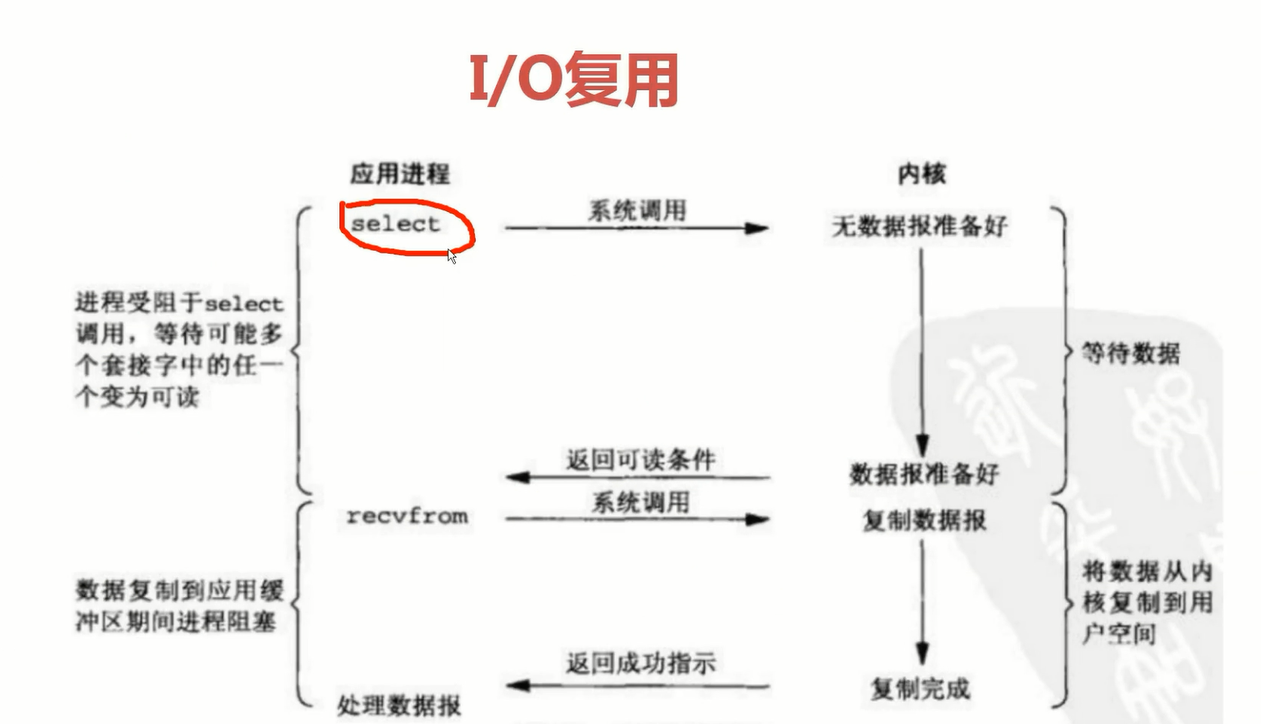 I/O复用
应用进程
内核
select
系统调用
无数据报准备好
进程受阻于select
调用，等待可能多
个套接字中的任一
个变为可读
等待数据
返回可读条件
数据报准备好
recvfrom
系统调用
复制数据报
数据复制到应用缓
冲区期间进程阻塞
将数据从内
核复制到用
户空间
返回成功指示
复制完成
处理数据报